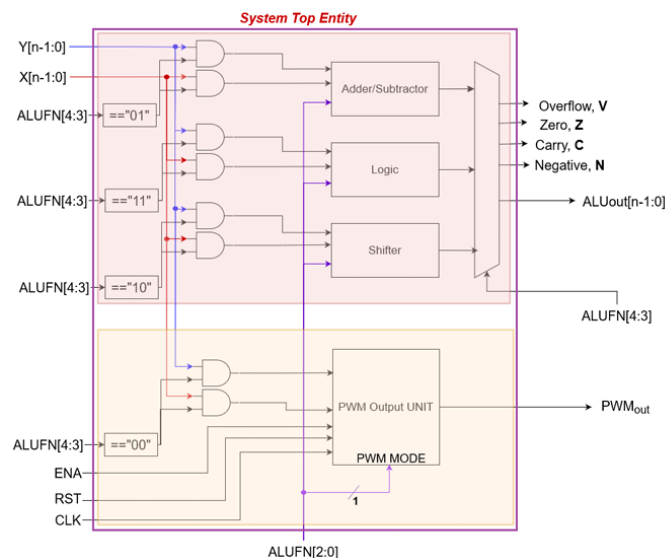 System Top Entity
Y[n-1:0]
X[n-1:0]
ALUFN[4:3]
=="01"
Adder/Subtractor
Overflow, V
Zero, Z
Carry, C
Negative, N
Logic
ALUFN[4:3]
=="11"
ALUout[n-1:0]
Shifter
ALUFN[4:3]
=="10"
ALUFN[4:3]
PWM Output UNIT
PWMout
ALUFN[4:3]
=="00"
PWM MODE
ENA
RST
1
CLK
ALUFN[2:0]